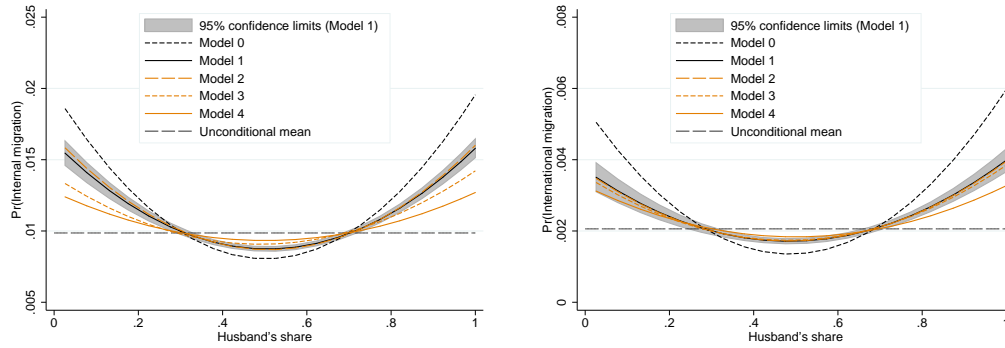 .025
.02
.015
.01
.005
Pr(Internal migration)
95% confidence limits (Model 1)
Model 0
Model 1
Model 2
Model 3
Model 4
Unconditional mean
0 .2 .4 .6 .8 1
Husband's share
.008
.006
.004
.002
0
Pr(International migration)
95% confidence limits (Model 1)
Model 0
Model 1
Model 2
Model 3
Model 4
Unconditional mean
0 .2 .4 .6 .8 1
Husband's share